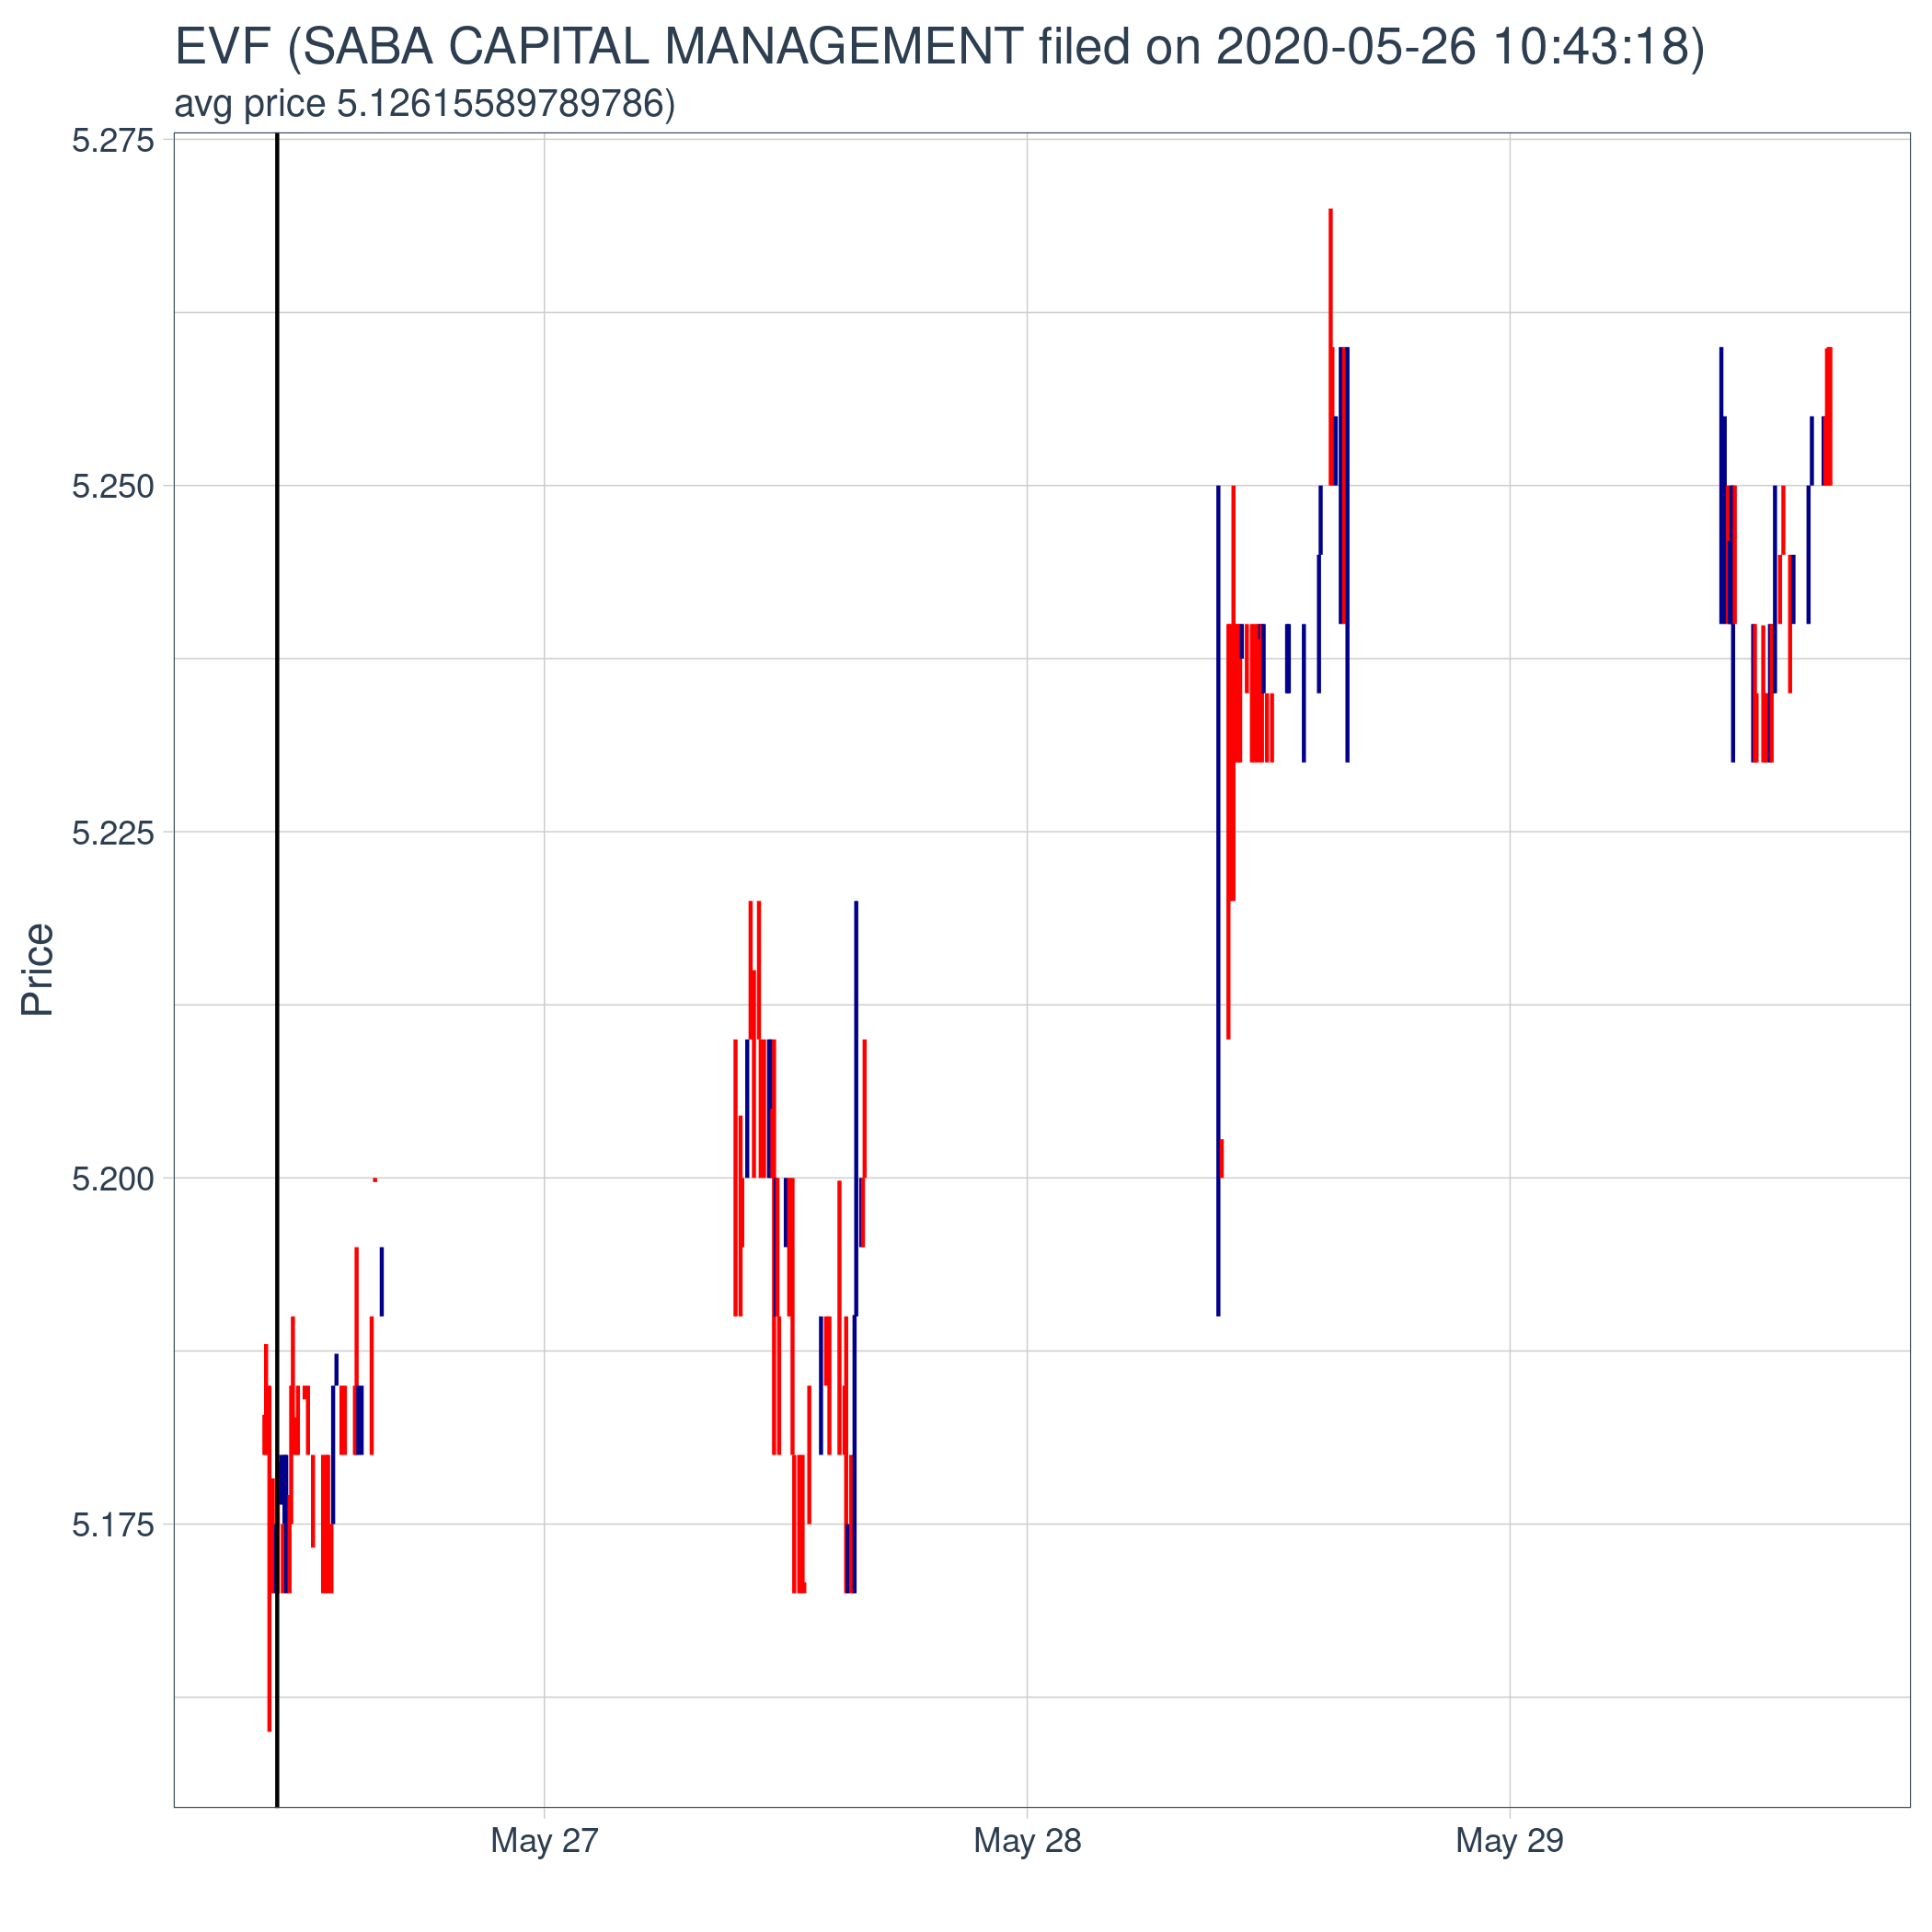 EVF (SABA CAPITAL MANAGEMENT filed on 2020-05-26 10:43:18)
avg price 5.12615589789786)
5.275
5.250
5.225
5.200
5.175
Price
May 27
May 28
May 29